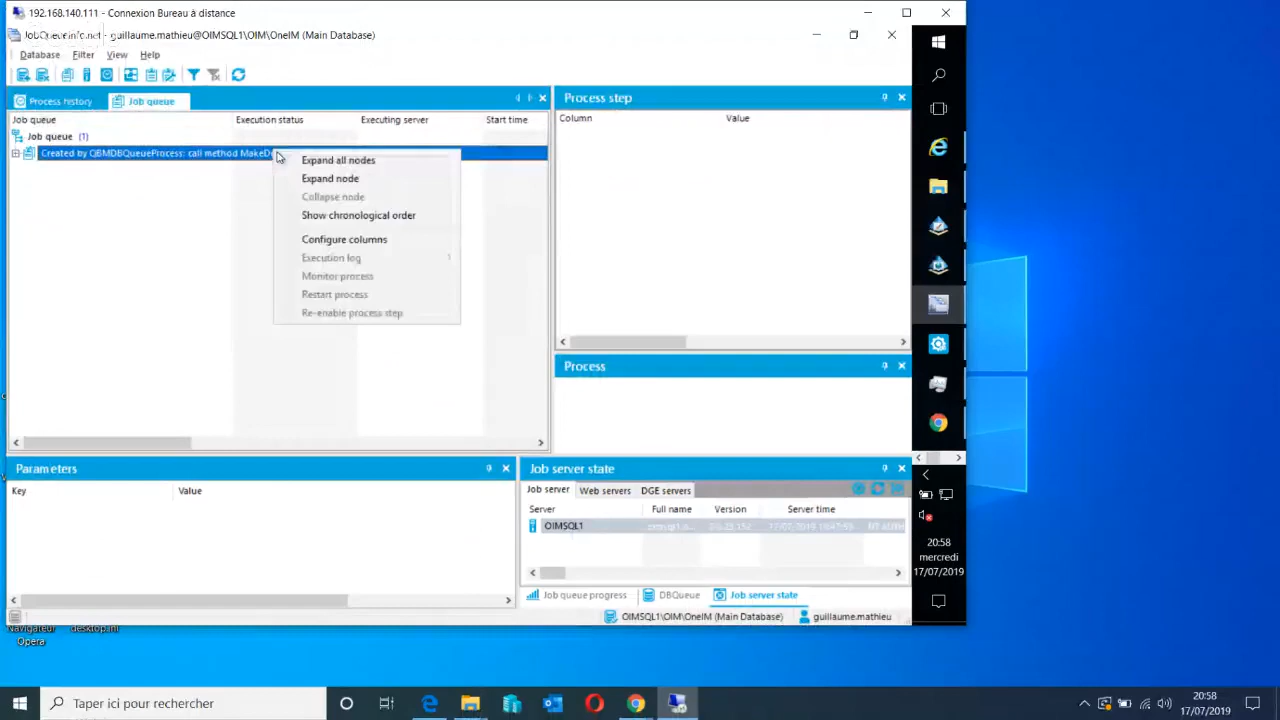 192.168.140.111 - Connexion Bureau à distance
guillaume.mathieu@OIMSQL1\OIM\OneIM (Main Database)
Database Filter View Help
Process history Job queue
Job queue Execution status Executing server Start time
Job queue (1)
Created by QBMDBQueueProcess: call method
Expand all nodes
Expand node
Collapse node
Show chronological order
Configure columns
Execution log 1
Monitor process
Restart process
Re-enable process step
Process step
Column Value
Process
Parameters
Key Value
Job server state
Job server Web servers DGE servers
Server Full name Version Server time
OIMSQL1
Job queue progress DBQueue Job server state
OIMSQL1\OIM\OneIM (Main Database) guillaume.mathieu
20:58
mercredi
17/07/2019
Navigateur
Opera
desktop.ini
Taper ici pour rechercher
20:58
17/07/2019